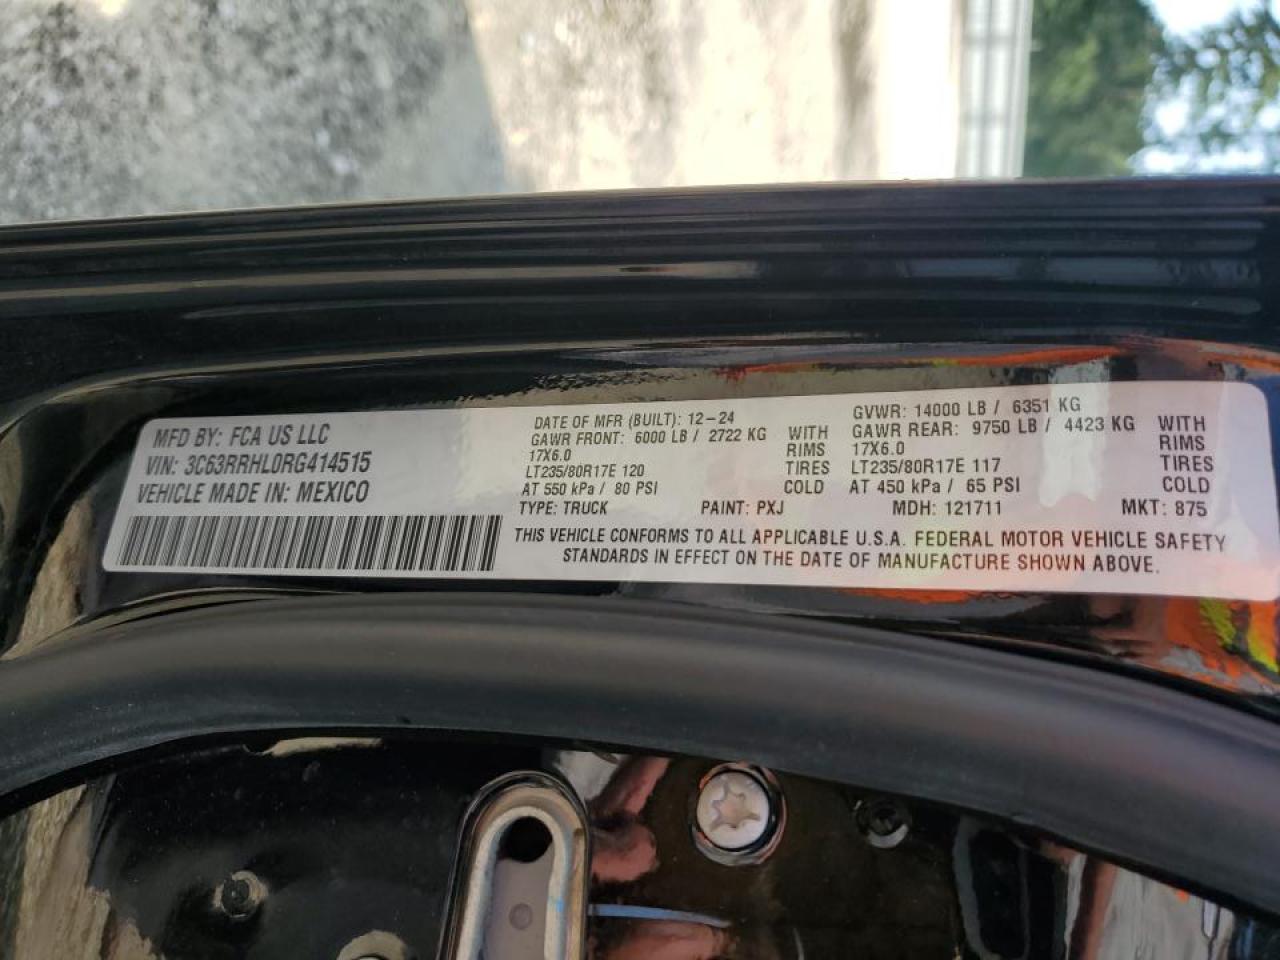 MFD BY: FCA US LLC
VIN: 3C63RRHL0RG414515
VEHICLE MADE IN: MEXICO
DATE OF MFR (BUILT): 12-24 GVWR: 14000 LB / 6351 KG
GAWR FRONT: 6000 LB / 2722 KG WITH GAWR REAR: 9750 LB / 4423 KG WITH
17X6.0 RIMS 17X6.0 RIMS
LT235/80R17E 120 TIRES LT235/80R17E 117 TIRES
AT 550 kPa / 80 PSI COLD AT 450 kPa / 65 PSI COLD
TYPE: TRUCK PAINT: PXJ MDH: 121711 MKT: 875
THIS VEHICLE CONFORMS TO ALL APPLICABLE U.S.A. FEDERAL MOTOR VEHICLE SAFETY
STANDARDS IN EFFECT ON THE DATE OF MANUFACTURE SHOWN ABOVE.